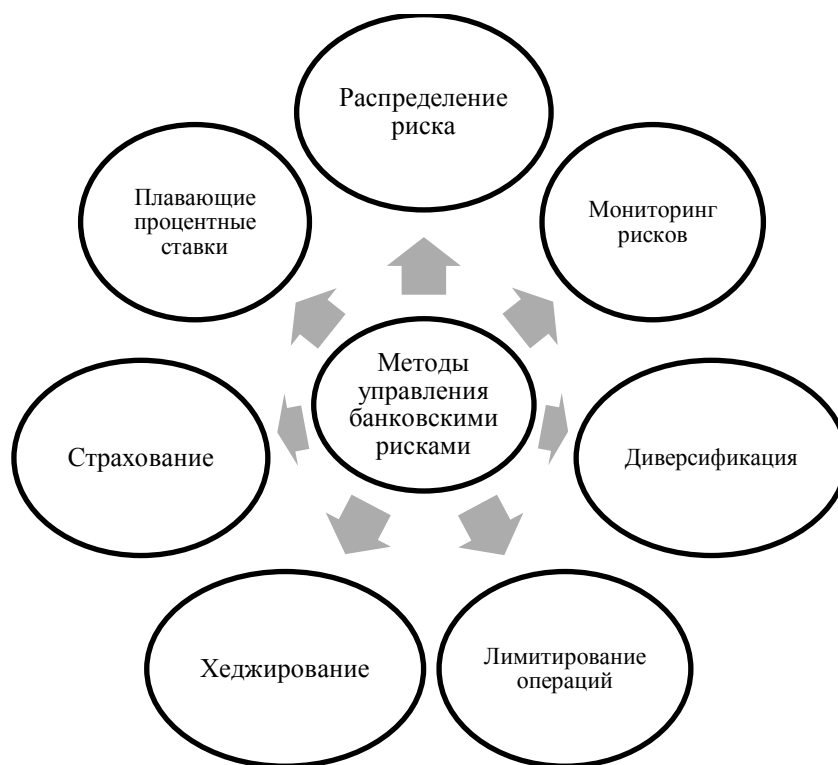 Распределение
риска
Плавающие
процентные
ставки
Мониторинг
рисков
Методы
управления
банковскими
рисками
Страхование
Диверсификация
Хеджирование
Лимитирование
операций